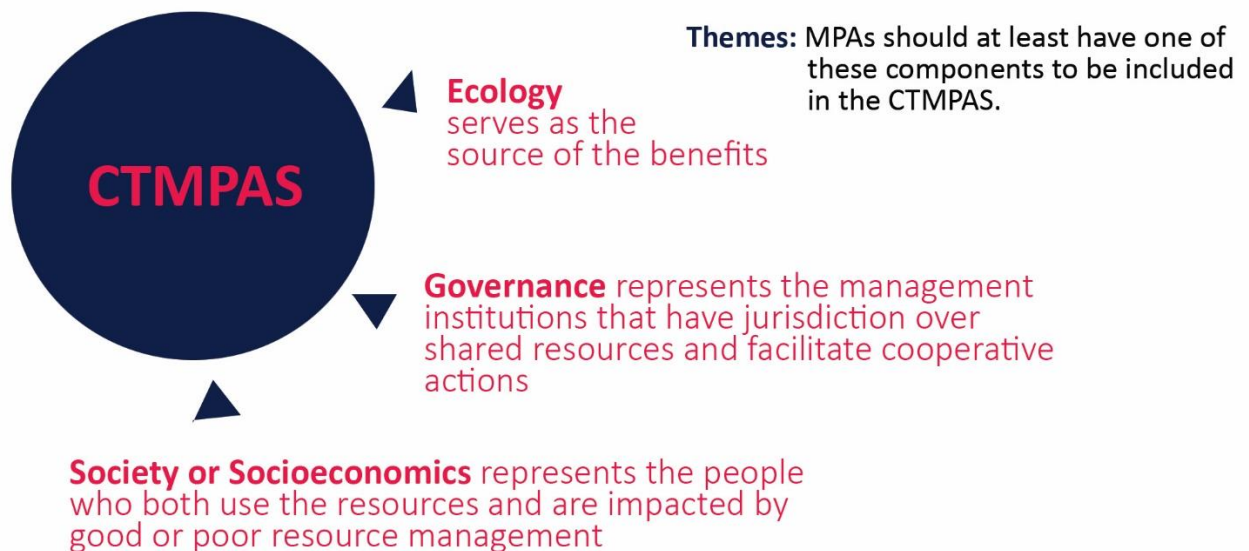 CTMPAS
Themes: MPAs should at least have one of
these components to be included
in the CTMPAS.
Ecology
serves as the
source of the benefits
Governance represents the management
institutions that have jurisdiction over
shared resources and facilitate cooperative
actions
Society or Socioeconomics represents the people
who both use the resources and are impacted by
good or poor resource management